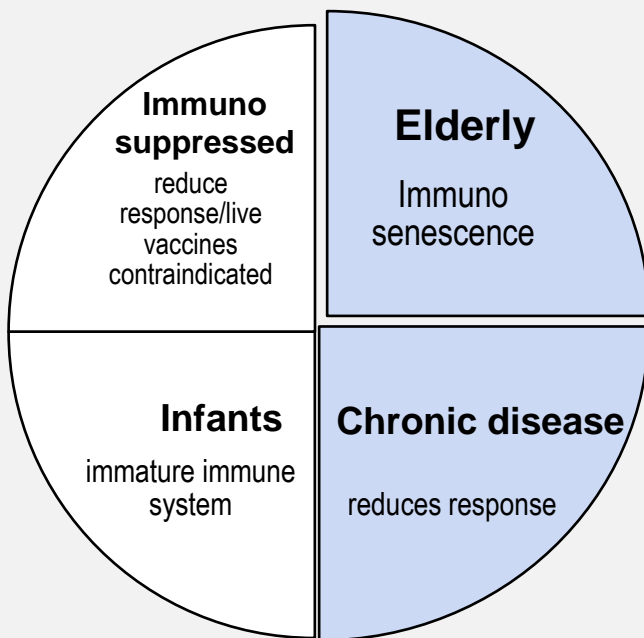 Immuno
suppressed
reduce
response/live
vaccines
contraindicated
Elderly
Immuno
senescence
Infants
immature immune
system
Chronic disease
reduces response